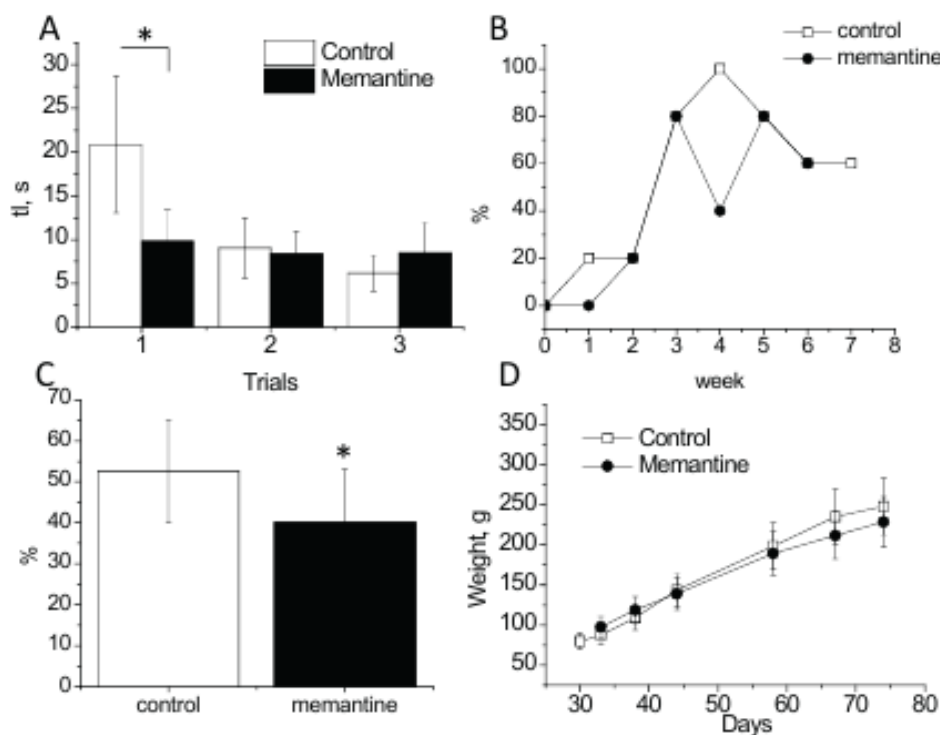 A
*
Control
Memantine
30
25
20
15
10
5
0
tl, s
1 2 3
Trials
B
control
memantine
100
80
60
40
20
0
%
0 1 2 3 4 5 6 7 8
week
C
70
60
50
40
30
20
10
0
%
*
control memantine
D
Control
Memantine
350
300
250
200
150
100
50
Weight, g
30 40 50 60 70 80
Days